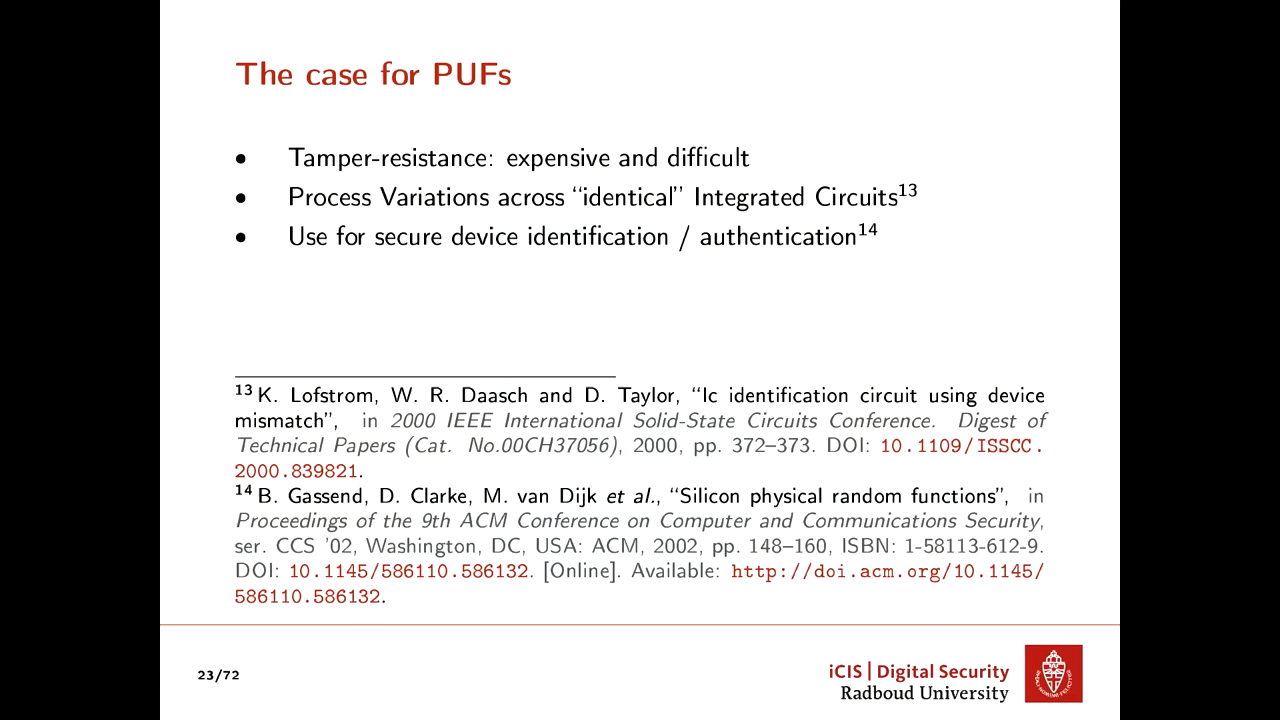 The case for PUFs
• Tamper-resistance: expensive and difficult
• Process Variations across “identical” Integrated Circuits13
• Use for secure device identification / authentication14
13 K. Lofstrom, W. R. Daasch and D. Taylor, “Ic identification circuit using device
mismatch”, in 2000 IEEE International Solid-State Circuits Conference. Digest of
Technical Papers (Cat. No.00CH37056), 2000, pp. 372–373. DOI: 10.1109/ISSCC.
2000.839821.
14 B. Gassend, D. Clarke, M. van Dijk et al., “Silicon physical random functions”, in
Proceedings of the 9th ACM Conference on Computer and Communications Security,
ser. CCS ’02, Washington, DC, USA: ACM, 2002, pp. 148–160, ISBN: 1-58113-612-9.
DOI: 10.1145/586110.586132. [Online]. Available: http://doi.acm.org/10.1145/
586110.586132.
23/72
iCIS | Digital Security
Radboud University